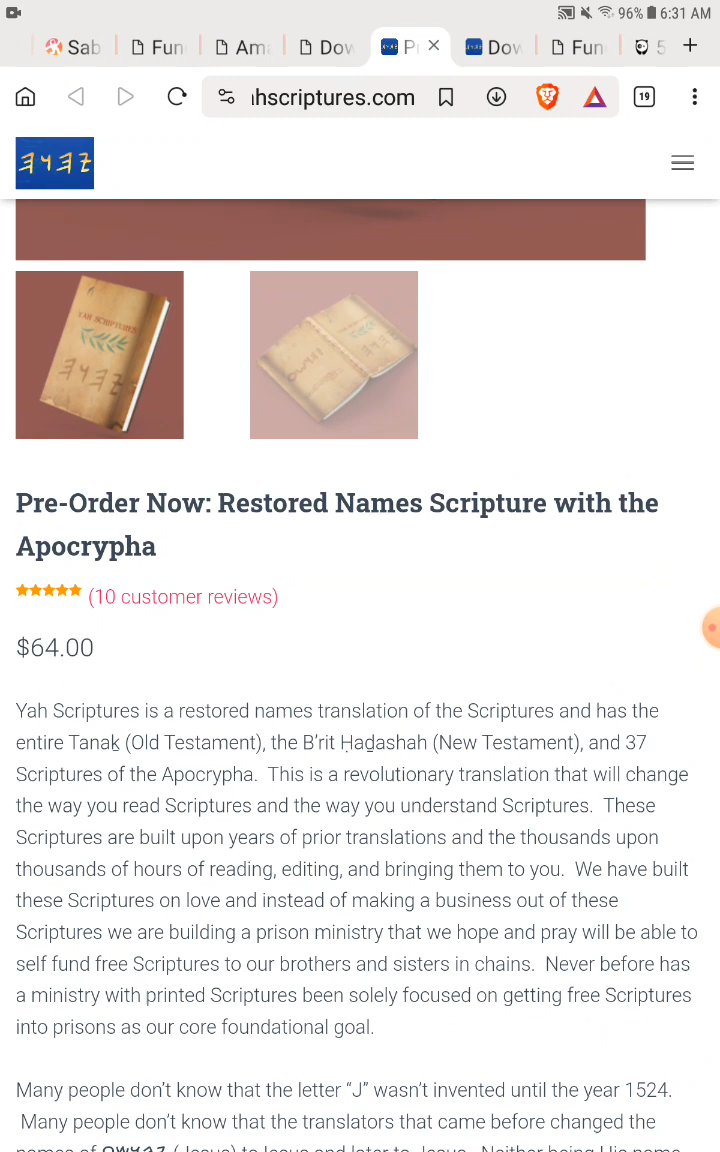 96% 6:31 AM
Sab Fun Am Dov P Dov Fun 5
hscriptures.com 19
𐤉𐤄𐤅𐤄
YAH SCRIPTURES
𐤉𐤄𐤅𐤄
Pre-Order Now: Restored Names Scripture with the
Apocrypha
(10 customer reviews)
$64.00
Yah Scriptures is a restored names translation of the Scriptures and has the
entire Tanaḵ (Old Testament), the B’rit Ḥaḏashah (New Testament), and 37
Scriptures of the Apocrypha.  This is a revolutionary translation that will change
the way you read Scriptures and the way you understand Scriptures.  These
Scriptures are built upon years of prior translations and the thousands upon
thousands of hours of reading, editing, and bringing them to you.  We have built
these Scriptures on love and instead of making a business out of these
Scriptures we are building a prison ministry that we hope and pray will be able to
self fund free Scriptures to our brothers and sisters in chains.  Never before has
a ministry with printed Scriptures been solely focused on getting free Scriptures
into prisons as our core foundational goal.
Many people don’t know that the letter “J” wasn’t invented until the year 1524.
Many people don’t know that the translators that came before changed the